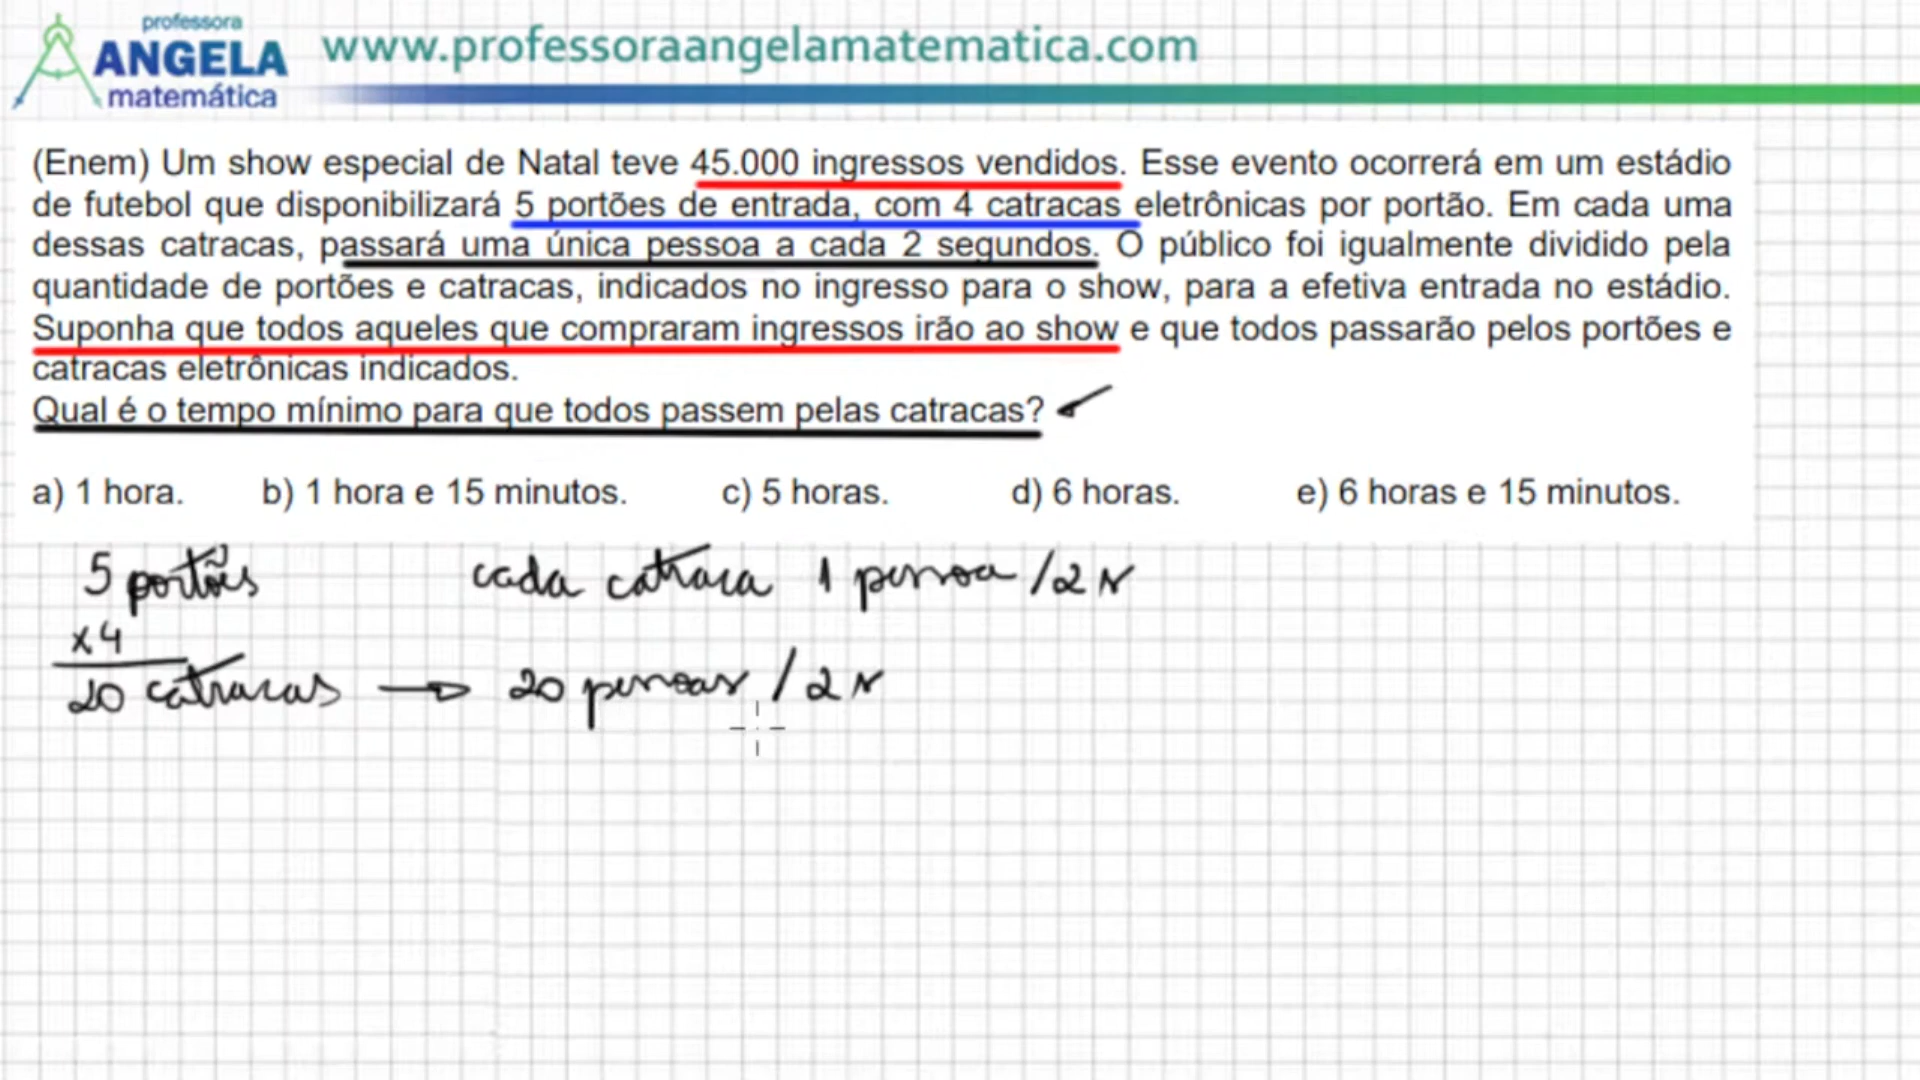 professora
ANGELA
matemática
www.professoraangelamatematica.com
(Enem) Um show especial de Natal teve 45.000 ingressos vendidos. Esse evento ocorrerá em um estádio
de futebol que disponibilizará 5 portões de entrada, com 4 catracas eletrônicas por portão. Em cada uma
dessas catracas, passará uma única pessoa a cada 2 segundos. O público foi igualmente dividido pela
quantidade de portões e catracas, indicados no ingresso para o show, para a efetiva entrada no estádio.
Suponha que todos aqueles que compraram ingressos irão ao show e que todos passarão pelos portões e
catracas eletrônicas indicados.
Qual é o tempo mínimo para que todos passem pelas catracas?
a) 1 hora. b) 1 hora e 15 minutos. c) 5 horas. d) 6 horas. e) 6 horas e 15 minutos.
5 portões cada catraca 1 pessoa /2 s
x4
20 catracas → 20 pessoas /2 s